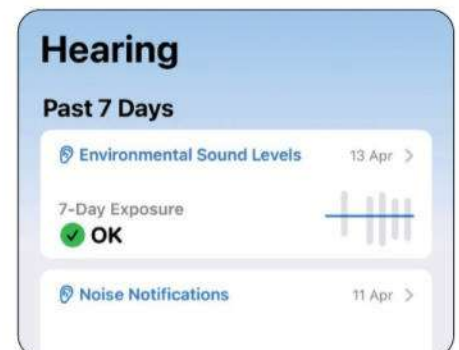 Hearing
Past 7 Days
Environmental Sound Levels 13 Apr
7-Day Exposure
OK
Noise Notifications 11 Apr